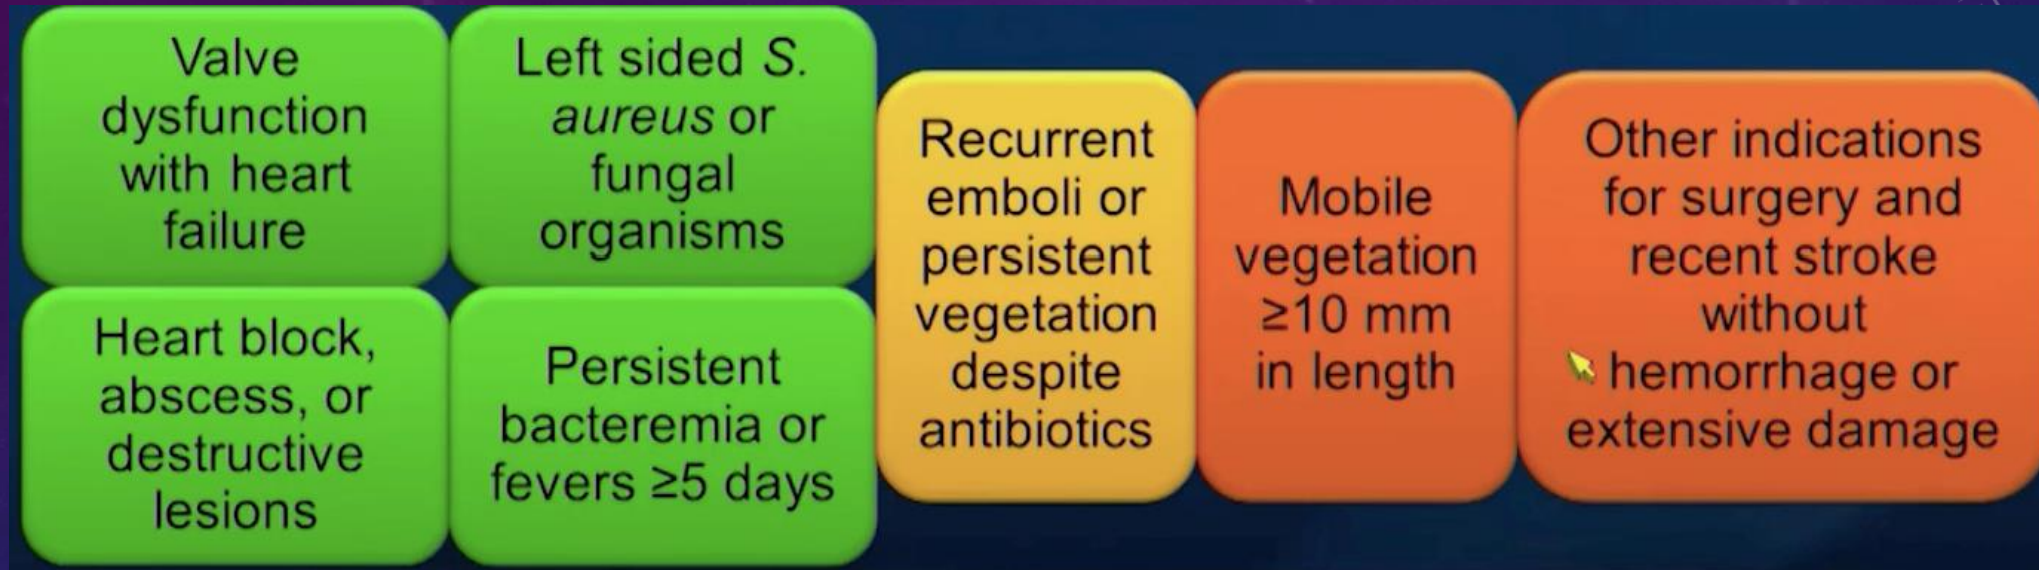 Valve
dysfunction
with heart
failure
Left sided S.
aureus or
fungal
organisms
Heart block,
abscess, or
destructive
lesions
Persistent
bacteremia or
fevers ≥5 days
Recurrent
emboli or
persistent
vegetation
despite
antibiotics
Mobile
vegetation
≥10 mm
in length
Other indications
for surgery and
recent stroke
without
hemorrhage or
extensive damage